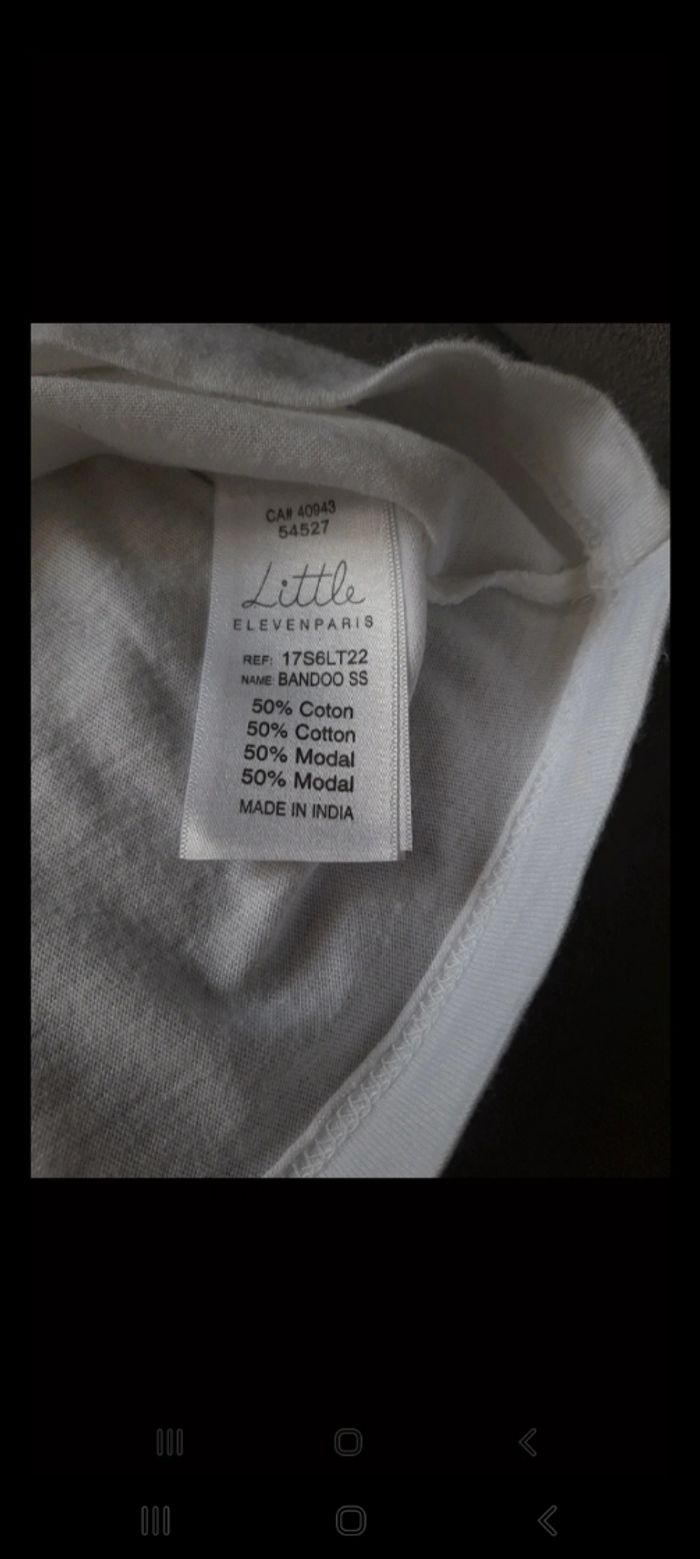 CA# 40943
54527
Little
ELEVENPARIS
REF: 17S6LT22
NAME: BANDOO SS
50% Coton
50% Cotton
50% Modal
50% Modal
MADE IN INDIA